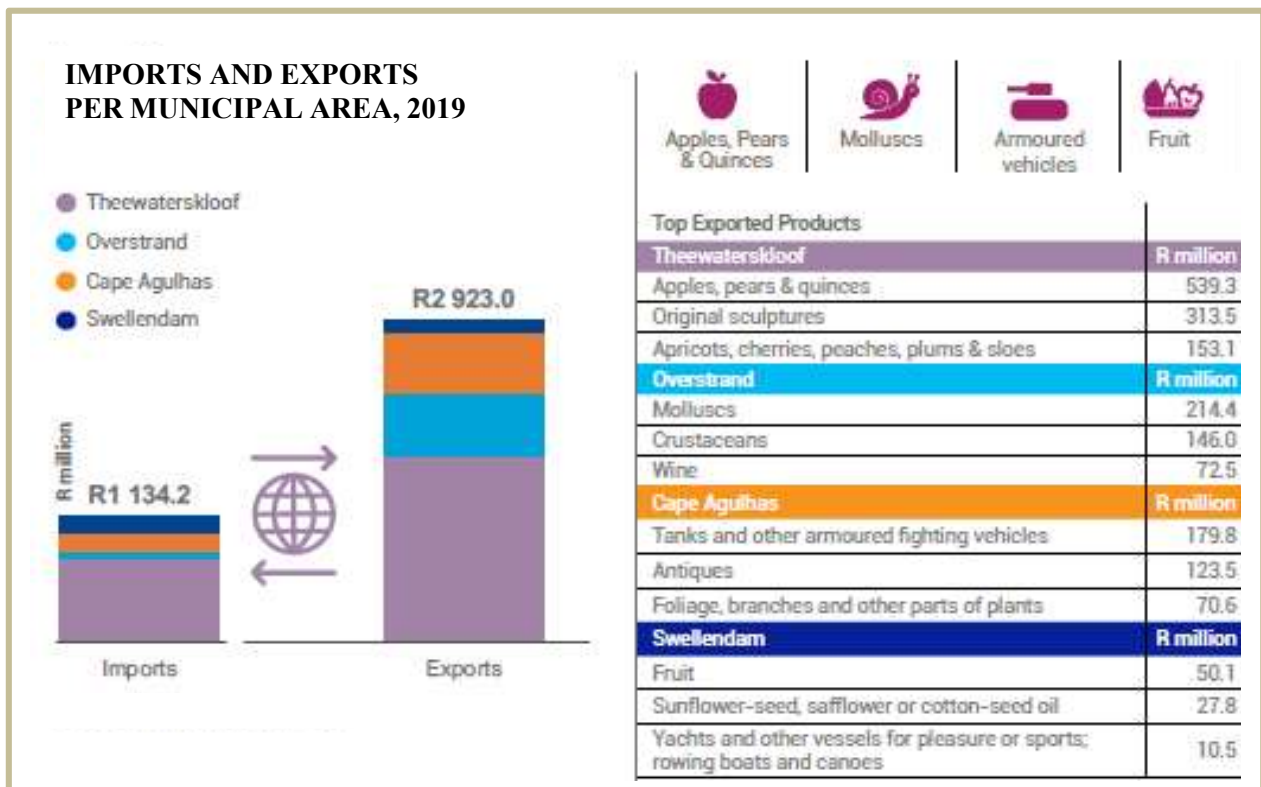 IMPORTS AND EXPORTS
PER MUNICIPAL AREA, 2019
Theewaterskloof
Overstrand
Cape Agulhas
Swellendam
R million
R1 134.2
R2 923.0
Imports
Exports
Apples, Pears
& Quinces
Molluscs
Armoured
vehicles
Fruit
Top Exported Products
Theewaterskloof R million
Apples, pears & quinces 539.3
Original sculptures 313.5
Apricots, cherries, peaches, plums & sloes 153.1
Overstrand R million
Molluscs 214.4
Crustaceans 146.0
Wine 72.5
Cape Agulhas R million
Tanks and other armoured fighting vehicles 179.8
Antiques 123.5
Foliage, branches and other parts of plants 70.6
Swellendam R million
Fruit 50.1
Sunflower-seed, safflower or cotton-seed oil 27.8
Yachts and other vessels for pleasure or sports;
rowing boats and canoes 10.5